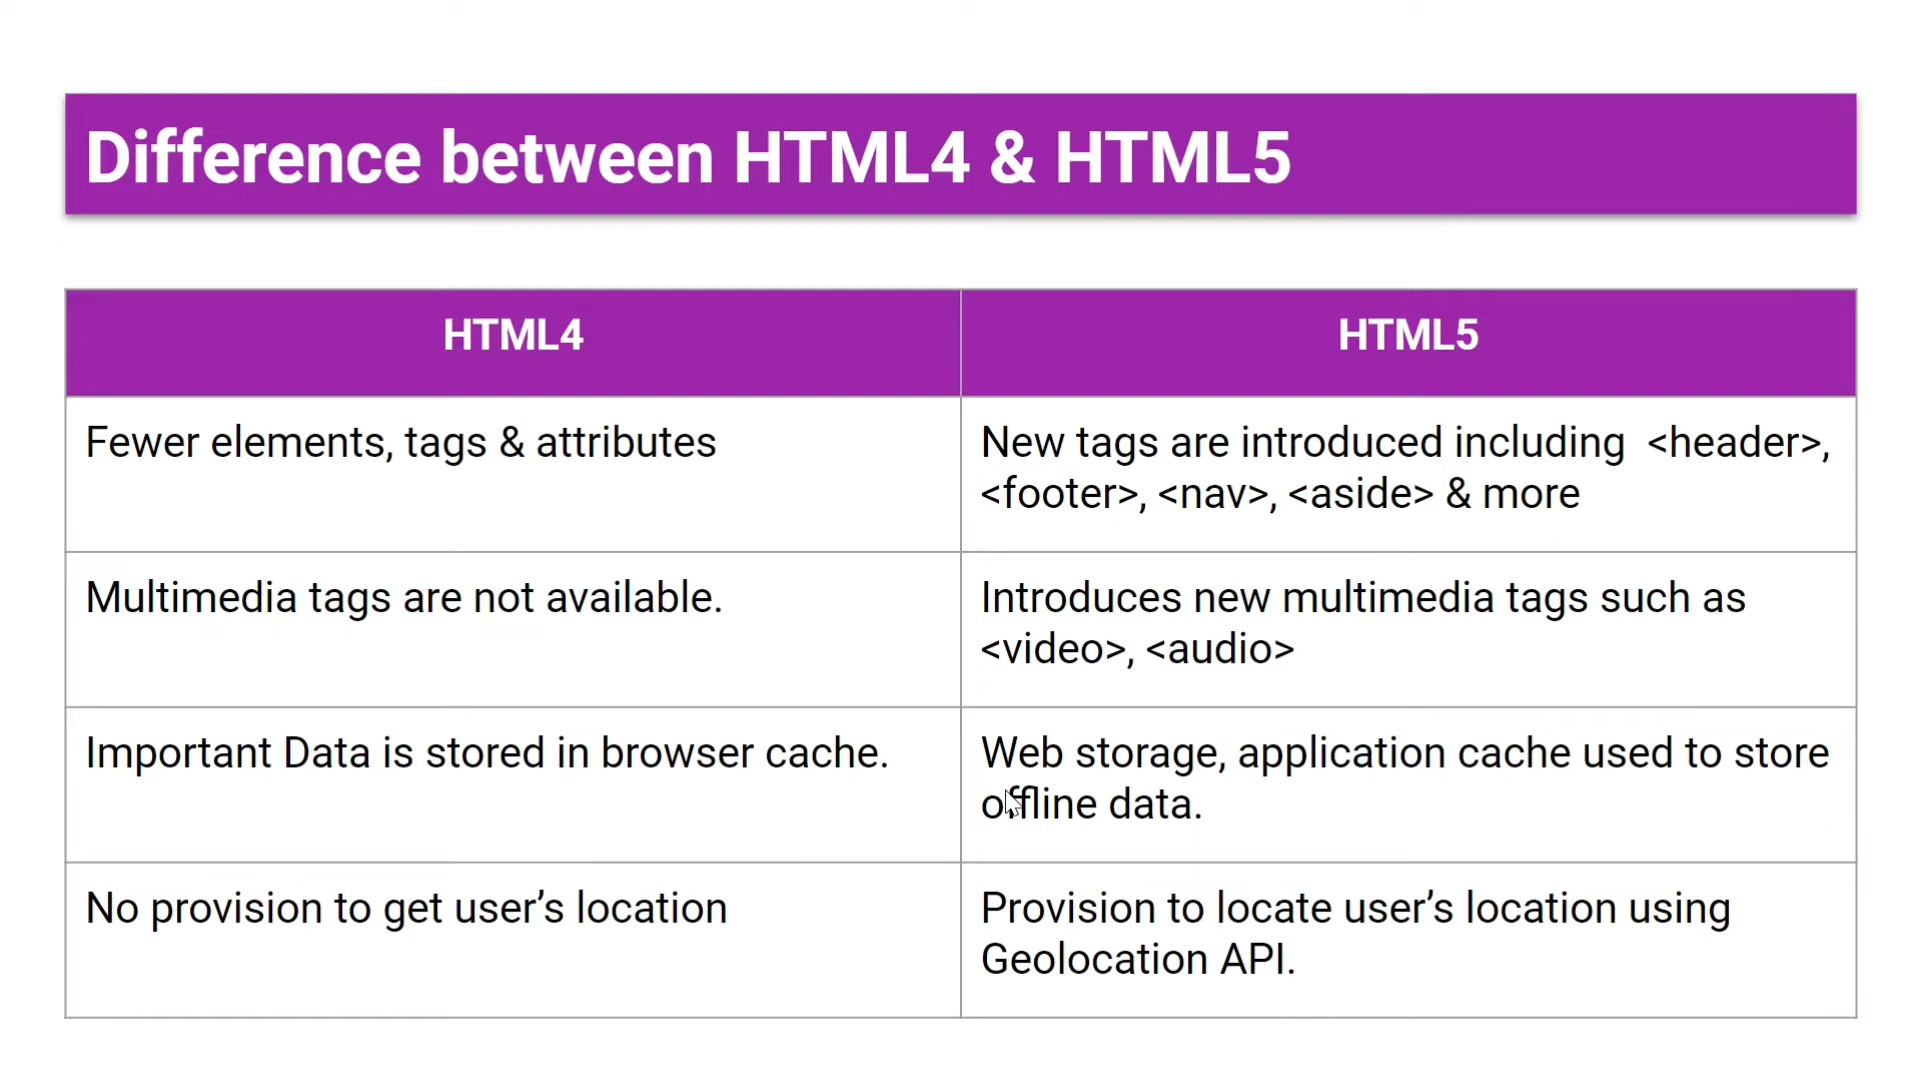 Difference between HTML4 & HTML5
HTML4
HTML5
Fewer elements, tags & attributes
New tags are introduced including <header>,
<footer>, <nav>, <aside> & more
Multimedia tags are not available.
Introduces new multimedia tags such as
<video>, <audio>
Important Data is stored in browser cache.
Web storage, application cache used to store
offline data.
No provision to get user’s location
Provision to locate user’s location using
Geolocation API.